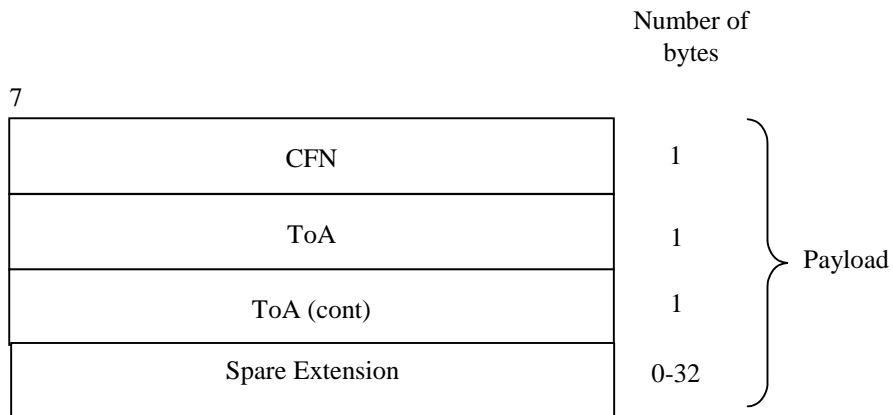 Number of
bytes
7
CFN
1
ToA
1
Payload
ToA (cont)
1
Spare Extension
0-32